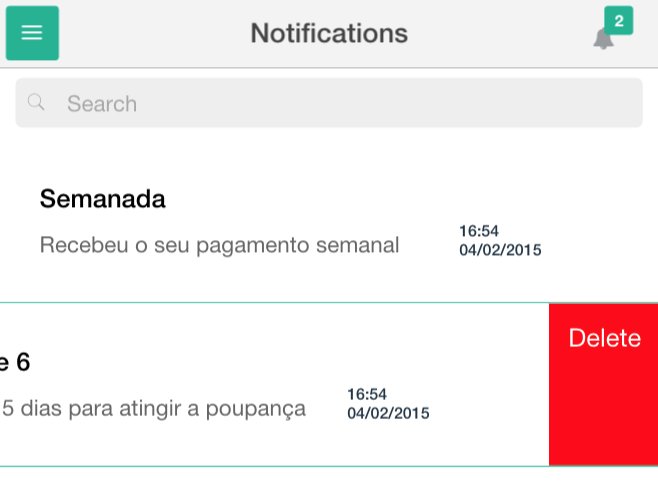 Notifications
2
Search
Semanada
Recebeu o seu pagamento semanal
16:54
04/02/2015
Delete
e 6
5 dias para atingir a poupança
16:54
04/02/2015